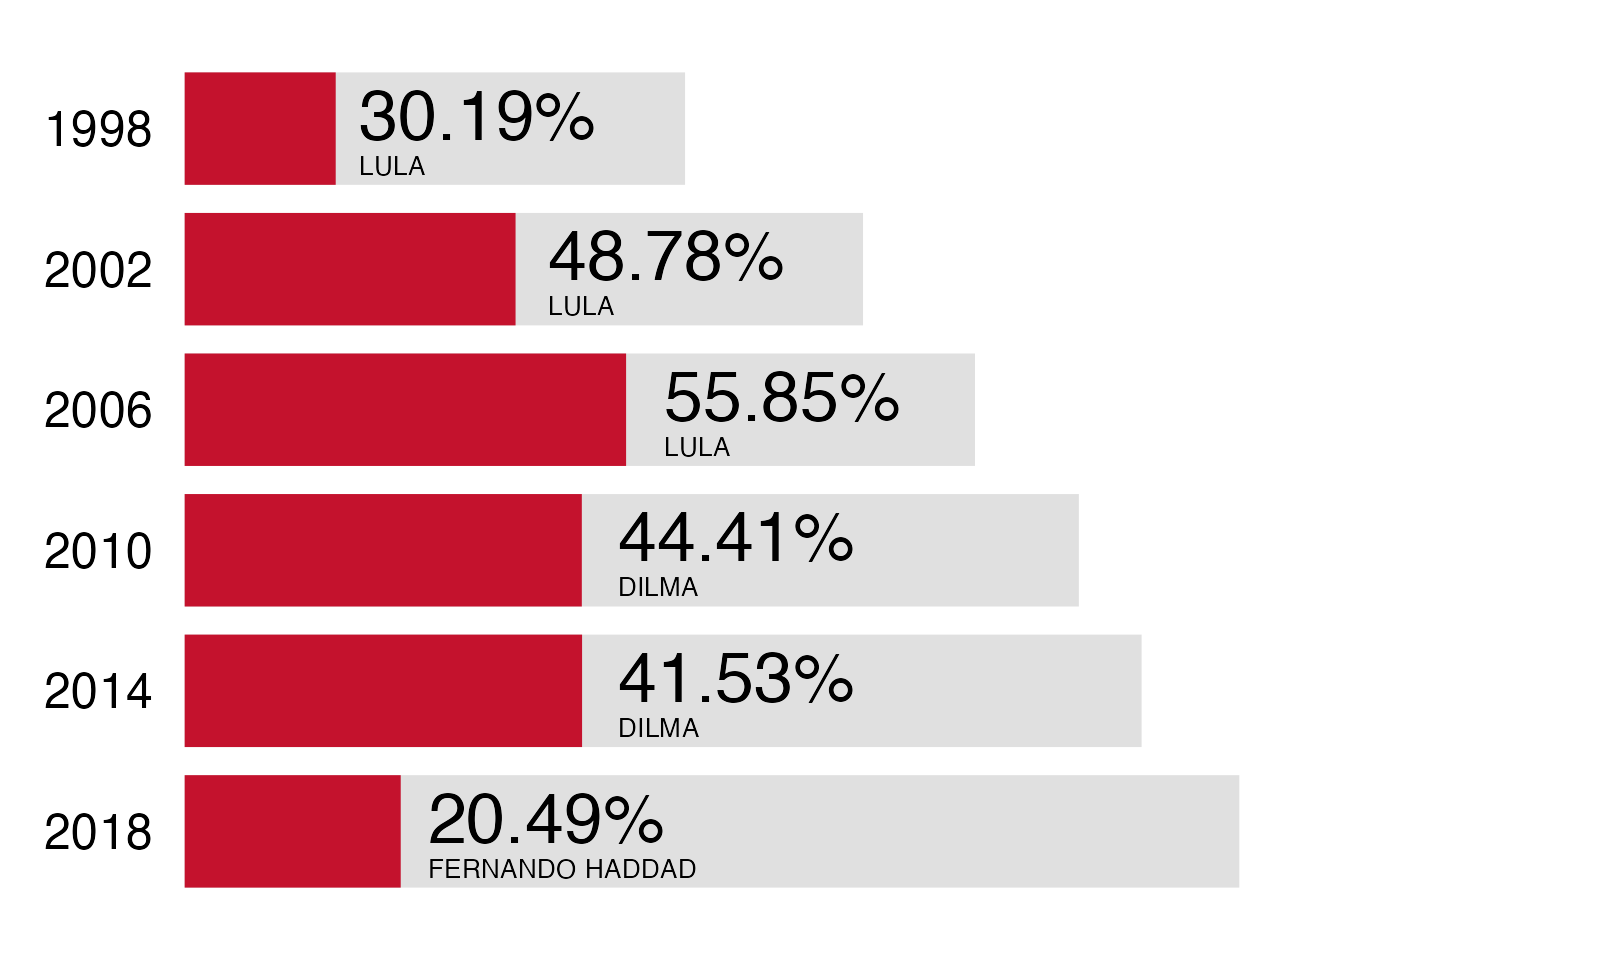 1998
30.19%
LULA
2002
48.78%
LULA
2006
55.85%
LULA
2010
44.41%
DILMA
2014
41.53%
DILMA
2018
20.49%
FERNANDO HADDAD